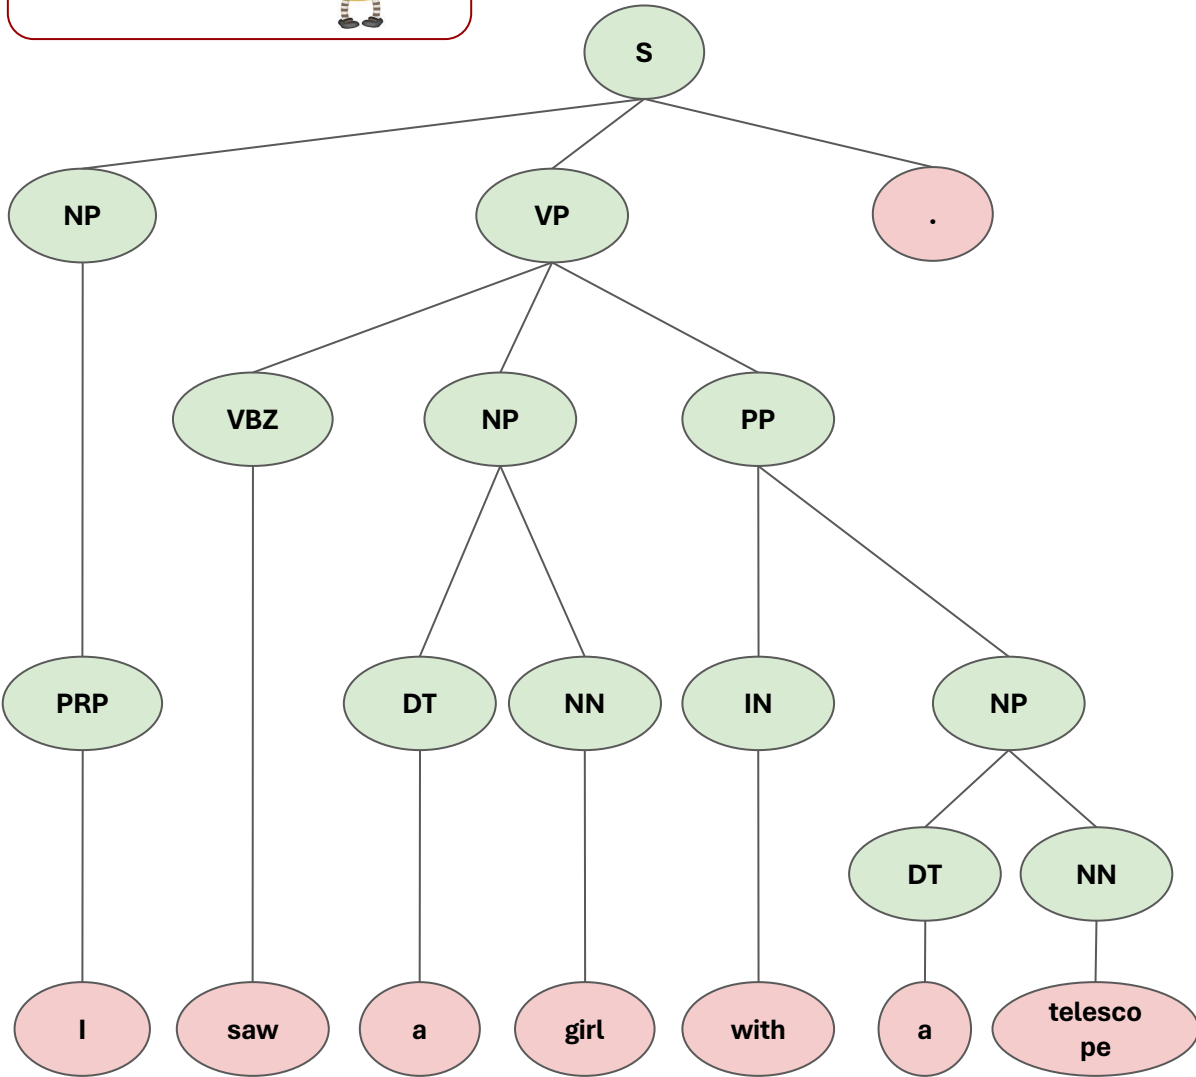 S
NP
VP
.
VBZ
NP
PP
PRP
DT
NN
IN
NP
DT
NN
I
saw
a
girl
with
a
telesco
pe